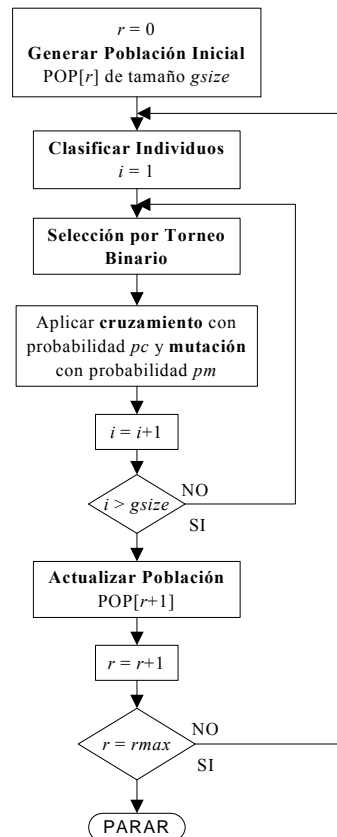 r = 0
Generar Población Inicial
POP[r] de tamaño gsize
Clasificar Individuos
i = 1
Selección por Torneo
Binario
Aplicar cruzamiento con
probabilidad pc y mutación
con probabilidad pm
i = i+1
i > gsize
NO
SI
Actualizar Población
POP[r+1]
r = r+1
r = rmax
NO
SI
PARAR